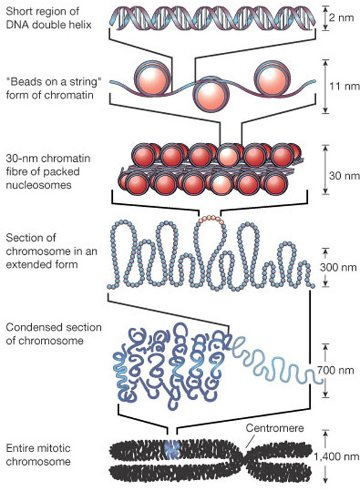 Short region of
DNA double helix
2 nm
"Beads on a string"
form of chromatin
11 nm
30-nm chromatin
fibre of packed
nucleosomes
30 nm
Section of
chromosome in an
extended form
300 nm
Condensed section
of chromosome
700 nm
Centromere
Entire mitotic
chromosome
1,400 nm